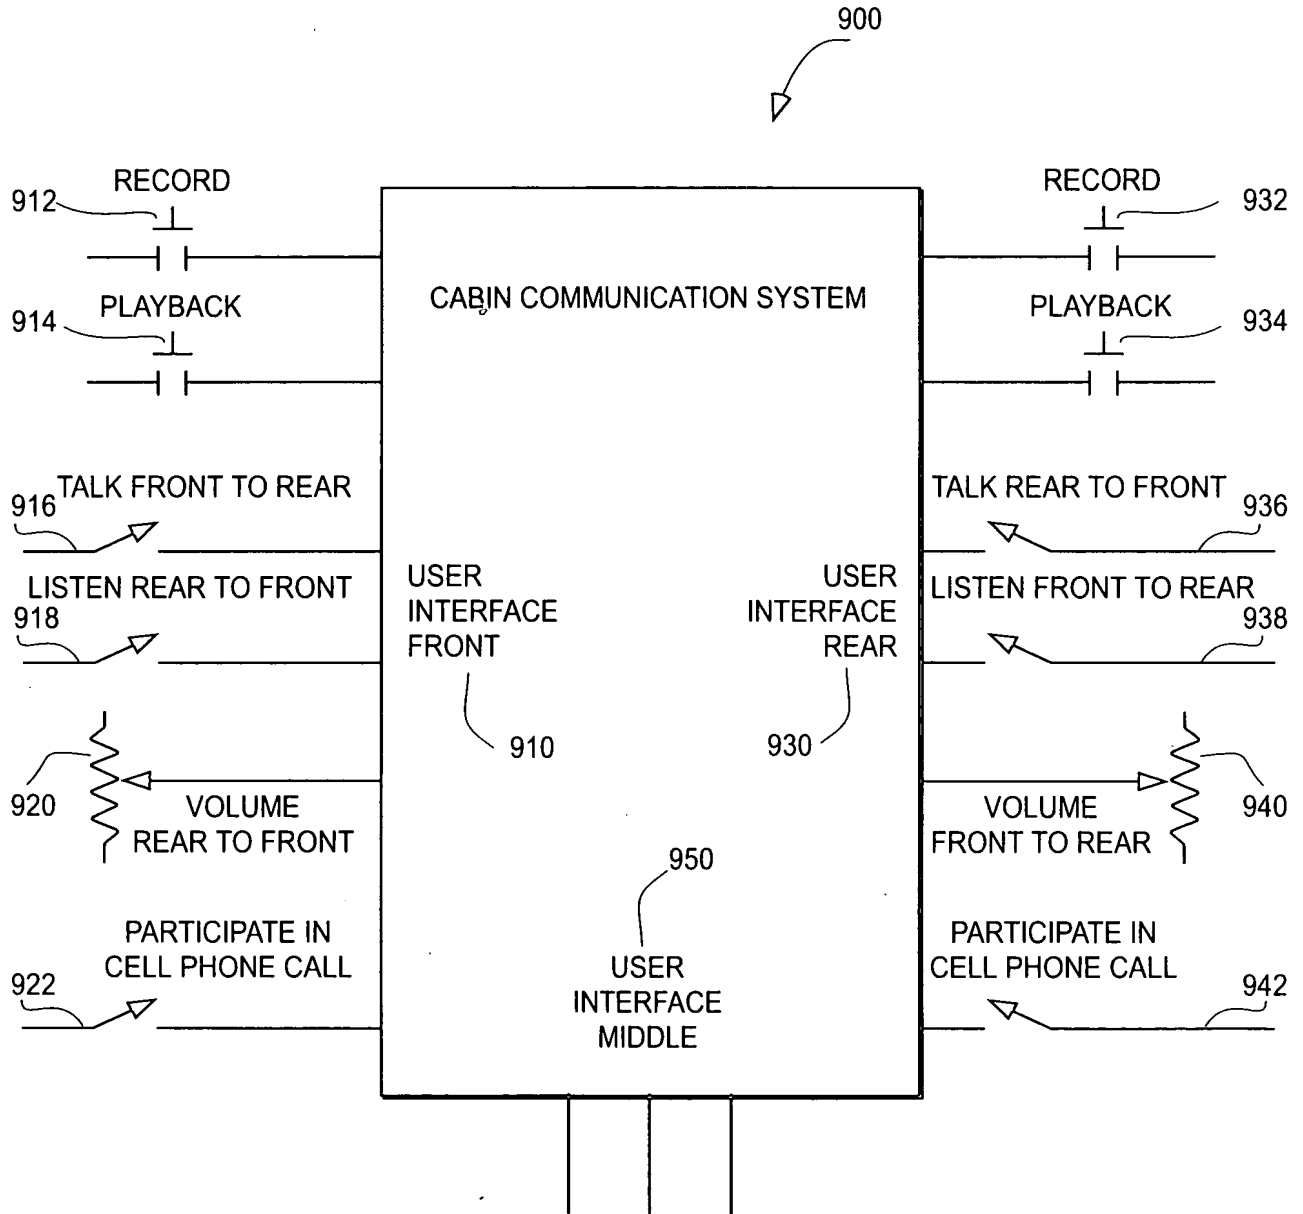 900
RECORD
912
RECORD
932
CABIN COMMUNICATION SYSTEM
PLAYBACK
914
PLAYBACK
934
TALK FRONT TO REAR
916
TALK REAR TO FRONT
936
LISTEN REAR TO FRONT
918
LISTEN FRONT TO REAR
938
USER
INTERFACE
FRONT
910
USER
INTERFACE
REAR
930
920
VOLUME
REAR TO FRONT
VOLUME
FRONT TO REAR
940
950
USER
INTERFACE
MIDDLE
PARTICIPATE IN
CELL PHONE CALL
922
PARTICIPATE IN
CELL PHONE CALL
942